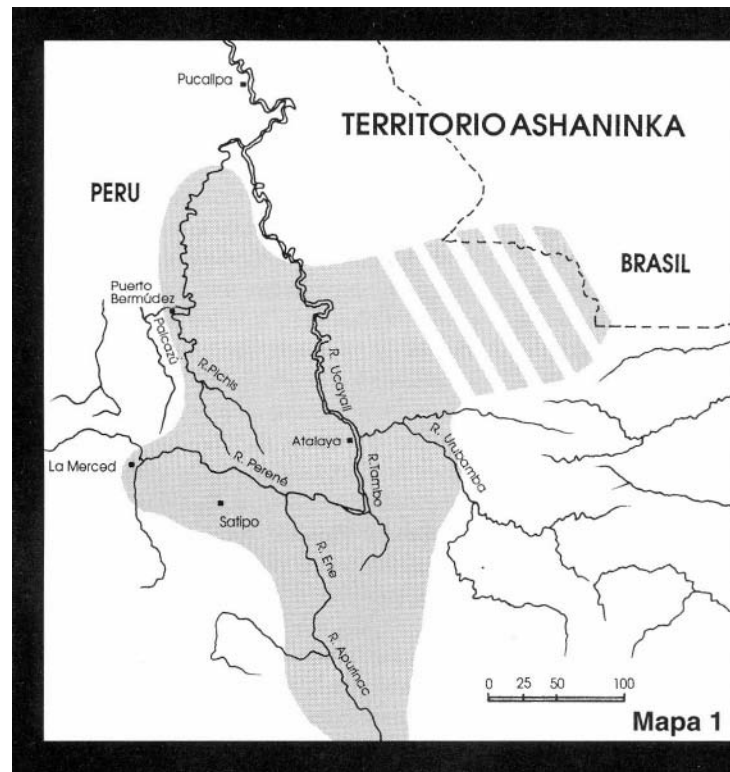 Pucallpa
TERRITORIO ASHANINKA
PERU
BRASIL
Puerto
Bermúdez
Palcazú
R.Pichis
R. Ucayali
Atalaya
R. Urubamba
La Merced
R. Perené
R.Tambo
Satipo
R. Ene
R. Apurinac
0 25 50 100
Mapa 1